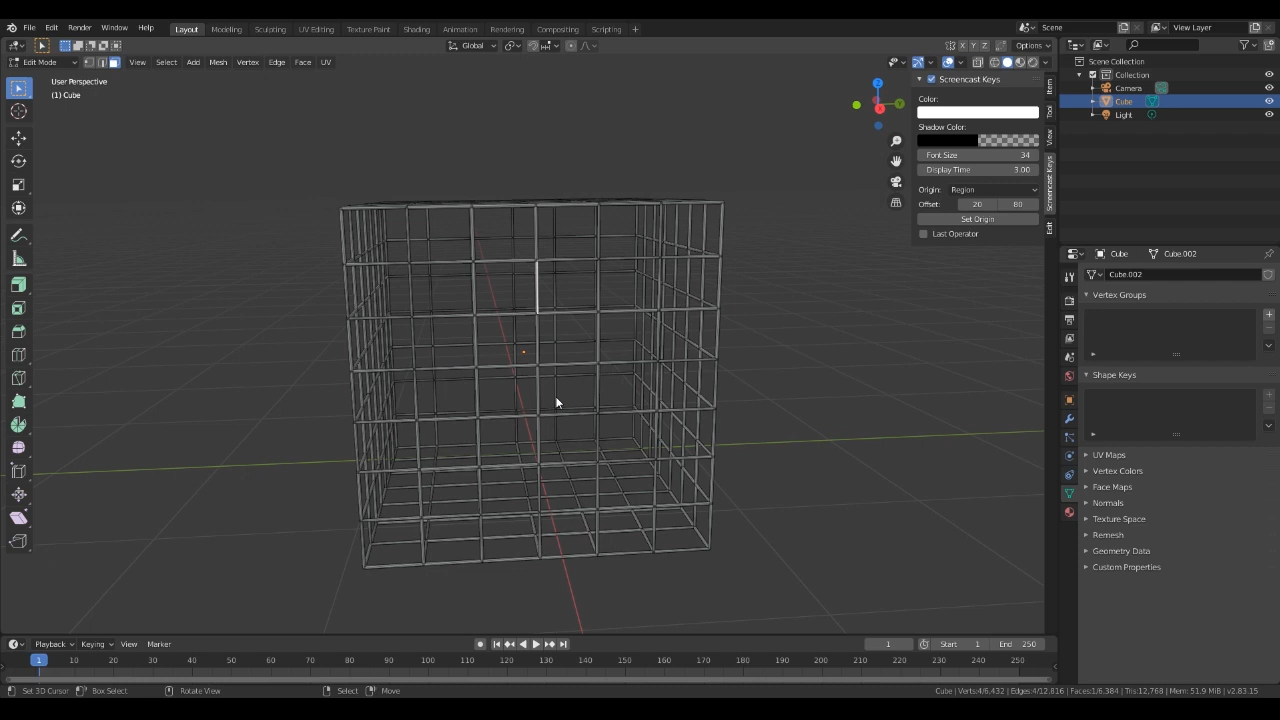 File Edit Render Window Help Layout Modeling Sculpting UV Editing Texture Paint Shading Animation Rendering Compositing Scripting + Scene View Layer
Global X Y Z Options
Edit Mode View Select Add Mesh Vertex Edge Face UV
User Perspective
(1) Cube
Screencast Keys
Color:
Shadow Color:
Font Size 34
Display Time 3.00
Origin: Region
Offset: 20 80
Set Origin
Last Operator
Item
Tool
View
Screencast Keys
Edit
Z
Y
X
Scene Collection
Collection
Camera
Cube
Light
Cube Cube.002
Cube.002
Vertex Groups
Shape Keys
UV Maps
Vertex Colors
Face Maps
Normals
Texture Space
Remesh
Geometry Data
Custom Properties
Playback Keying View Marker 1 Start 1 End 250
1 10 20 30 40 50 60 70 80 90 100 110 120 130 140 150 160 170 180 190 200 210 220 230 240 250
Set 3D Cursor Box Select Rotate View Select Move Cube | Verts:4/6,432 | Edges:4/12,816 | Faces:1/6,384 | Tris:12,768 | Mem: 51.9 MiB | v2.83.15